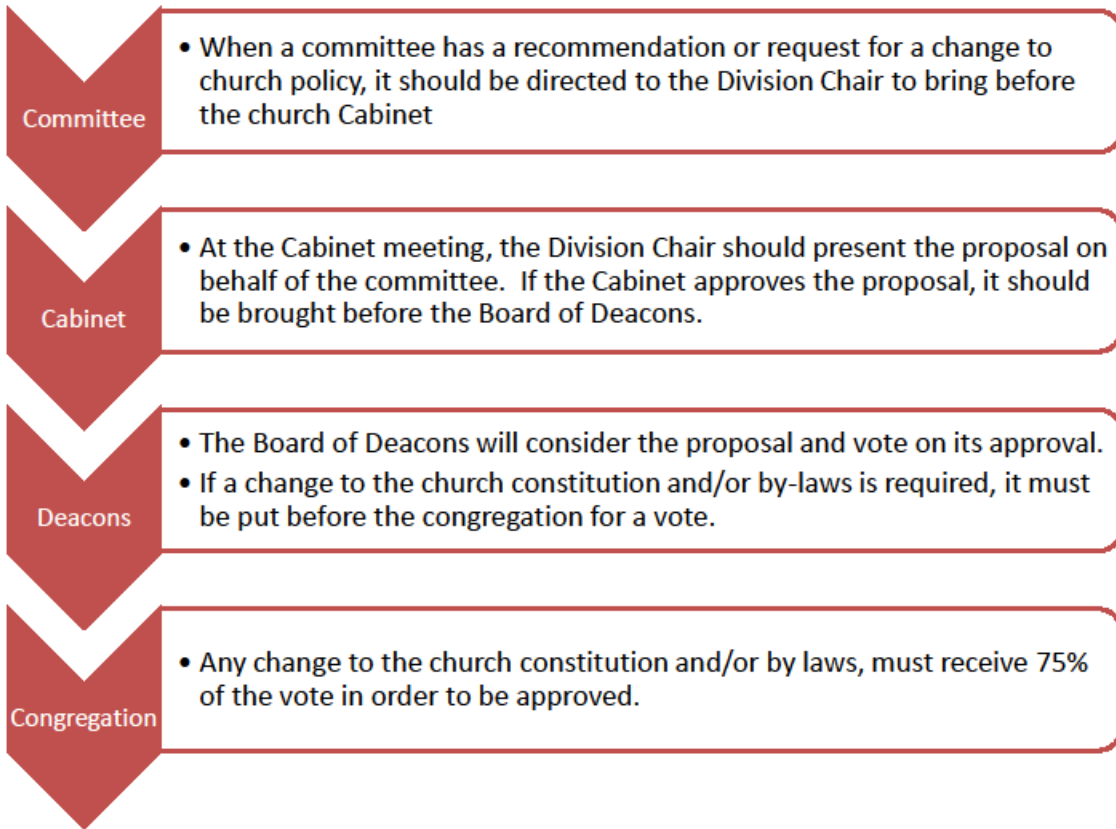 Committee
• When a committee has a recommendation or request for a change to
church policy, it should be directed to the Division Chair to bring before
the church Cabinet
Cabinet
• At the Cabinet meeting, the Division Chair should present the proposal on
behalf of the committee.  If the Cabinet approves the proposal, it should
be brought before the Board of Deacons.
Deacons
• The Board of Deacons will consider the proposal and vote on its approval.
• If a change to the church constitution and/or by-laws is required, it must
be put before the congregation for a vote.
Congregation
• Any change to the church constitution and/or by laws, must receive 75%
of the vote in order to be approved.